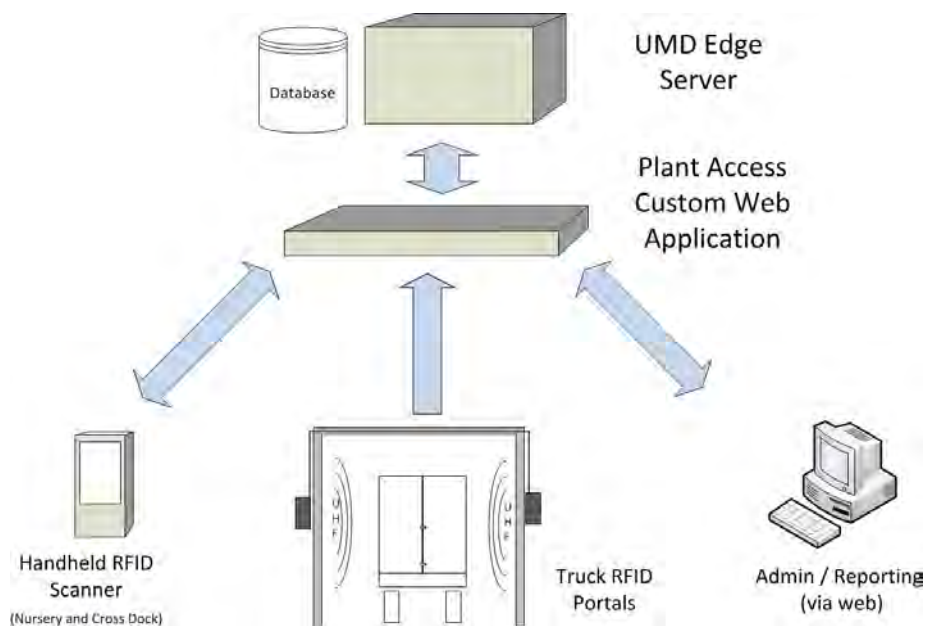 UMD Edge
Server
Database
Plant Access
Custom Web
Application
UHF
UHF
Handheld RFID
Scanner
(Nursery and Cross Dock)
Truck RFID
Portals
Admin / Reporting
(via web)